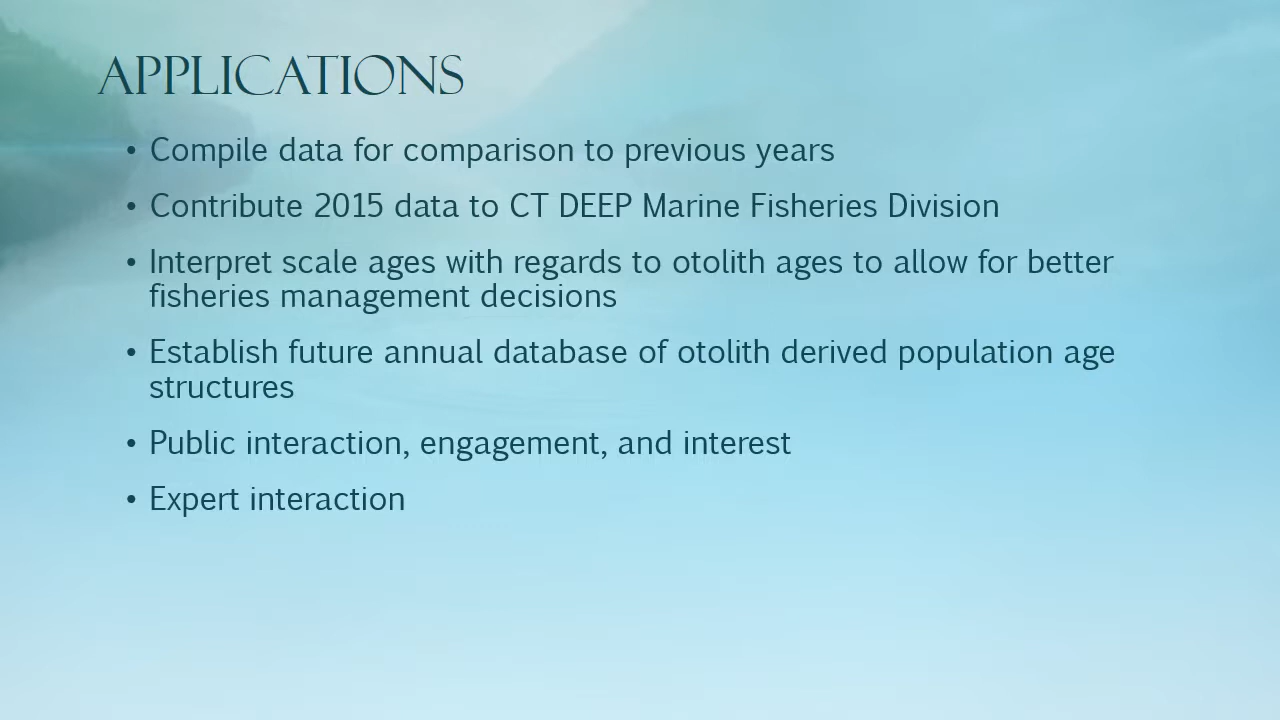 APPLICATIONS
• Compile data for comparison to previous years
• Contribute 2015 data to CT DEEP Marine Fisheries Division
• Interpret scale ages with regards to otolith ages to allow for better
fisheries management decisions
• Establish future annual database of otolith derived population age
structures
• Public interaction, engagement, and interest
• Expert interaction